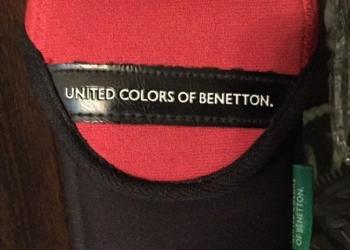 UNITED COLORS OF BENETTON.
OF BENETTON.